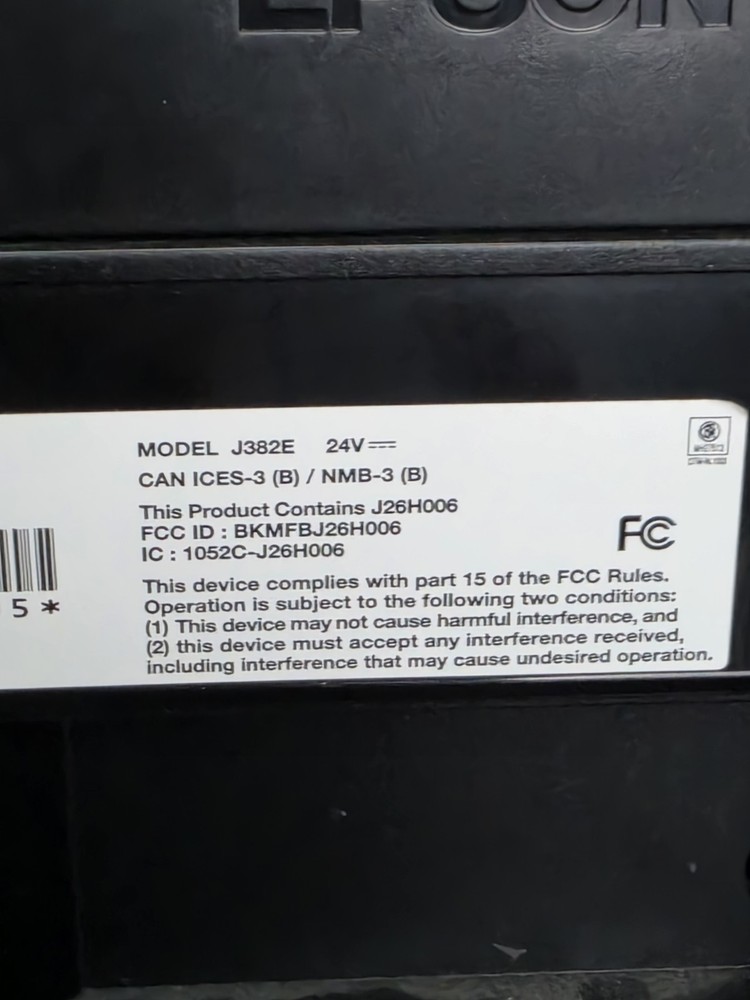 EPSON
MODEL J382E 24V⎓
CAN ICES-3 (B) / NMB-3 (B)
This Product Contains J26H006
FCC ID : BKMFBJ26H006
IC : 1052C-J26H006
FC
This device complies with part 15 of the FCC Rules.
Operation is subject to the following two conditions:
(1) This device may not cause harmful interference, and
(2) this device must accept any interference received,
including interference that may cause undesired operation.
5*